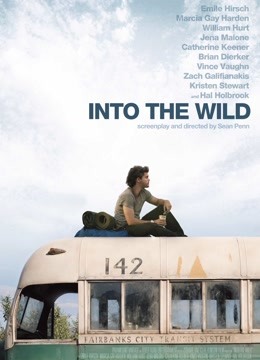 Emile Hirsch
Marcia Gay Harden
William Hurt
Jena Malone
Catherine Keener
Brian Dierker
Vince Vaughn
Zach Galifianakis
Kristen Stewart
and Hal Holbrook
INTO THE WILD
screenplay and directed by Sean Penn
142
FAIRBANKS CITY TRANSIT SYSTEM